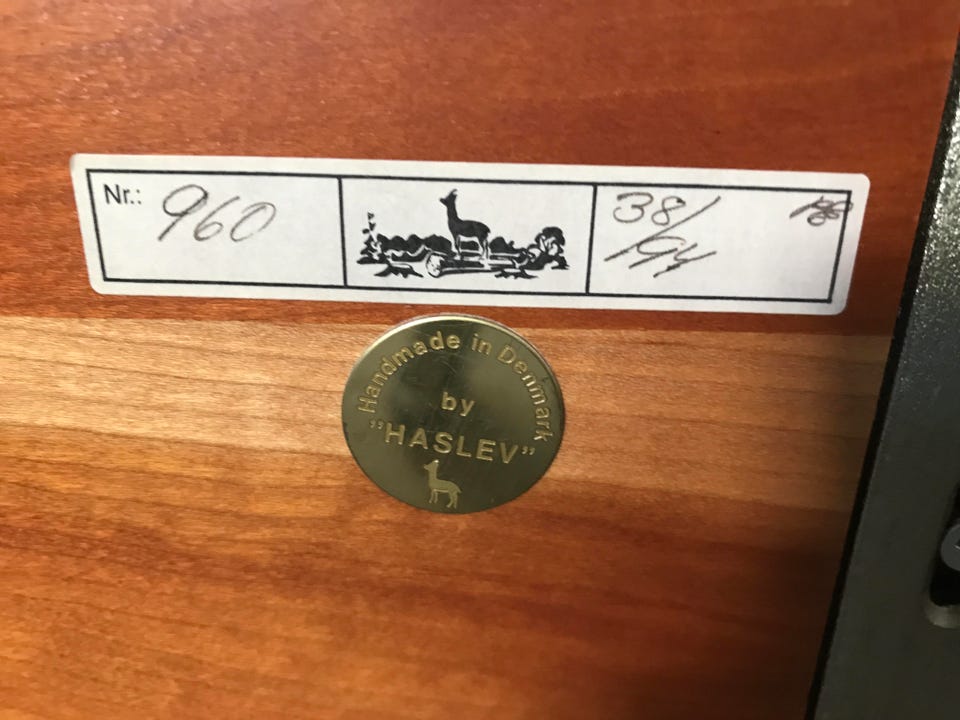 Nr.: 960
38/
/94
Handmade in Denmark
by
"HASLEV"